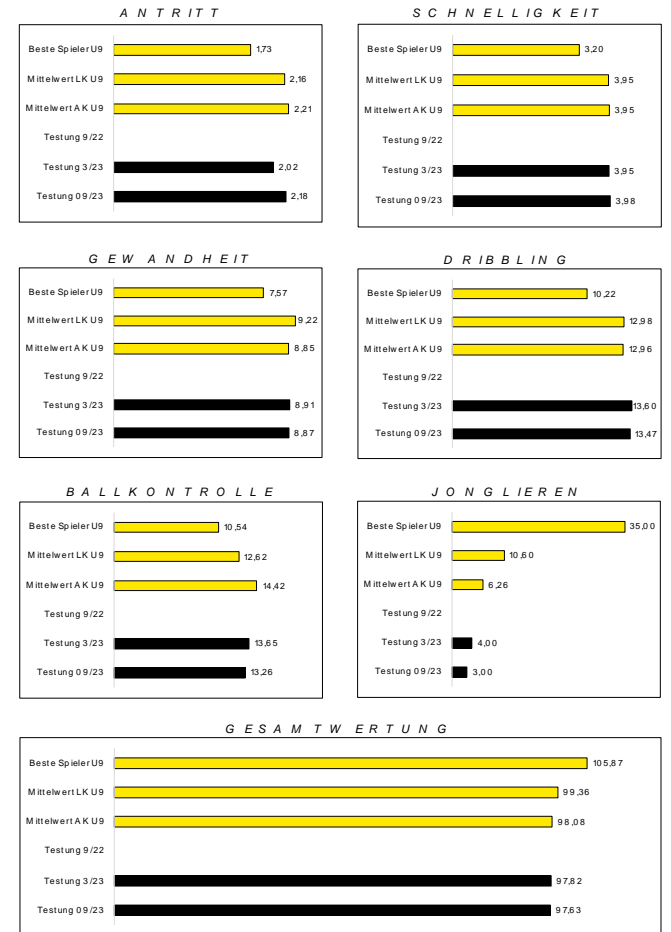 ANTRITT
Beste Spieler U9 1,73
Mittelwert LK U9 2,16
Mittelwert AK U9 2,21
Testung 9/22
Testung 3/23 2,02
Testung 09/23 2,18
SCHNELLIGKEIT
Beste Spieler U9 3,20
Mittelwert LK U9 3,95
Mittelwert AK U9 3,95
Testung 9/22
Testung 3/23 3,95
Testung 09/23 3,98
GEWANDHEIT
Beste Spieler U9 7,57
Mittelwert LK U9 9,22
Mittelwert AK U9 8,85
Testung 9/22
Testung 3/23 8,91
Testung 09/23 8,87
DRIBBLING
Beste Spieler U9 10,22
Mittelwert LK U9 12,98
Mittelwert AK U9 12,96
Testung 9/22
Testung 3/23 13,60
Testung 09/23 13,47
BALLKONTROLLE
Beste Spieler U9 10,54
Mittelwert LK U9 12,62
Mittelwert AK U9 14,42
Testung 9/22
Testung 3/23 13,65
Testung 09/23 13,26
JONGLIEREN
Beste Spieler U9 35,00
Mittelwert LK U9 10,60
Mittelwert AK U9 6,26
Testung 9/22
Testung 3/23 4,00
Testung 09/23 3,00
GESAMTWERTUNG
Beste Spieler U9 105,87
Mittelwert LK U9 99,36
Mittelwert AK U9 98,08
Testung 9/22
Testung 3/23 97,82
Testung 09/23 97,63